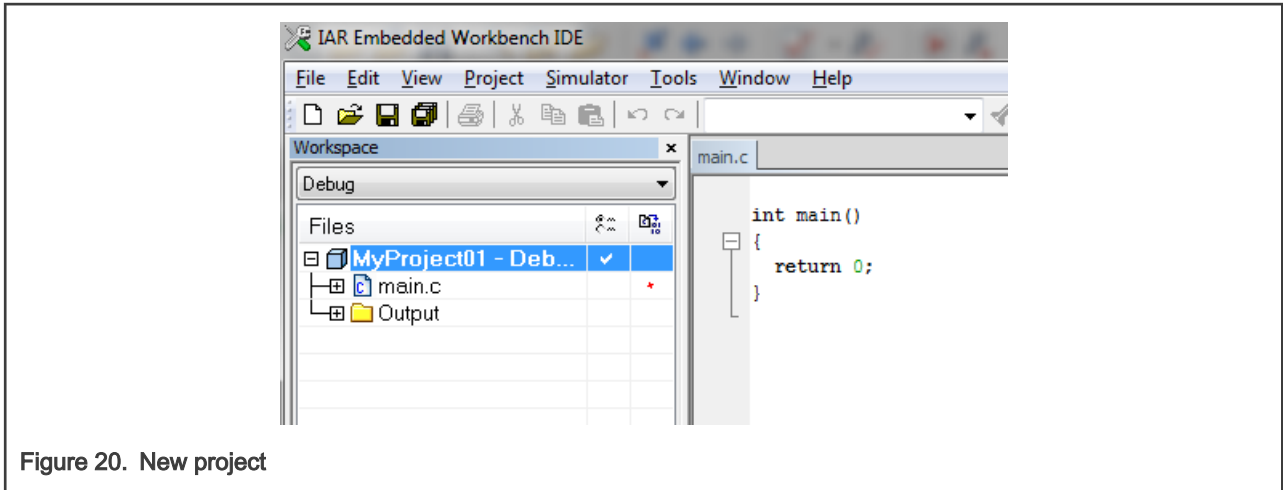 IAR Embedded Workbench IDE
File Edit View Project Simulator Tools Window Help
Workspace
Debug
Files
MyProject01 - Deb...
main.c
Output
main.c
int main()
{
return 0;
}
Figure 20. New project